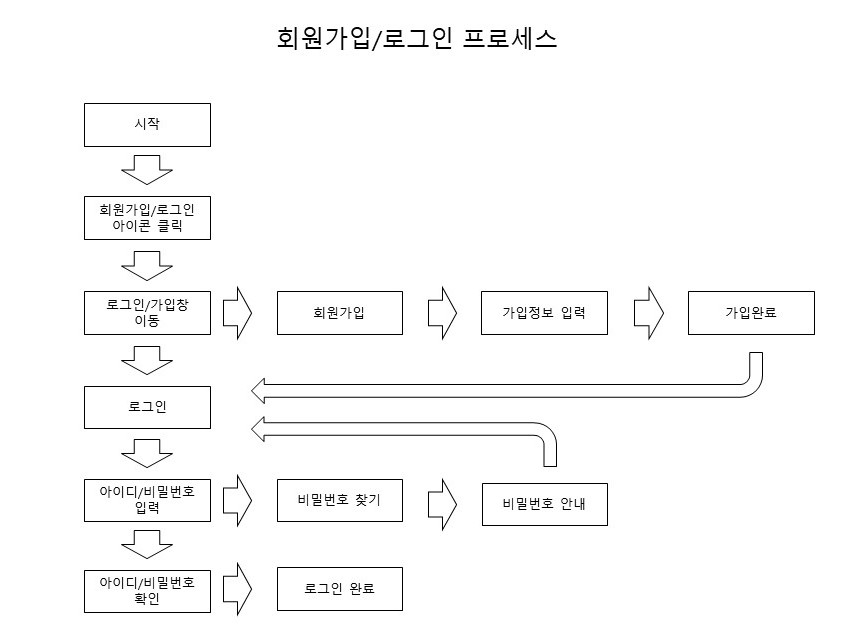 회원가입/로그인 프로세스
시작
회원가입/로그인
아이콘 클릭
로그인/가입창
이동
회원가입
가입정보 입력
가입완료
로그인
아이디/비밀번호
입력
비밀번호 찾기
비밀번호 안내
아이디/비밀번호
확인
로그인 완료